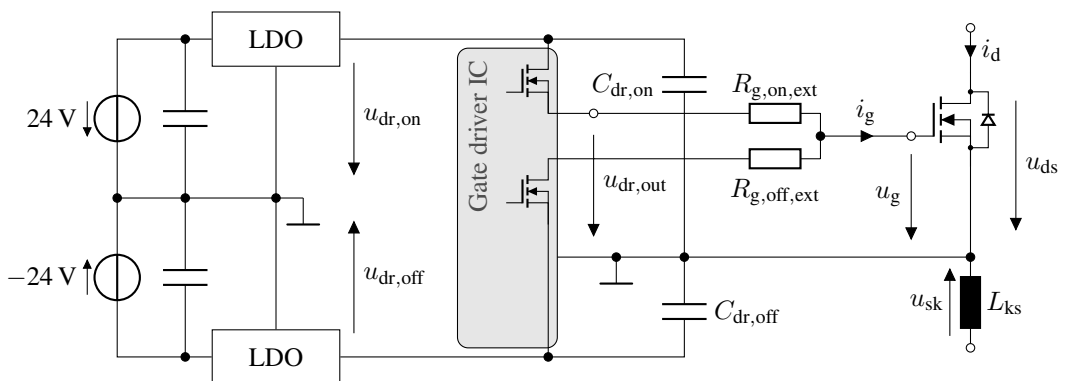 LDO
i_d
24 V
u_dr,on
Gate driver IC
C_dr,on
R_g,on,ext
i_g
u_ds
u_dr,out
R_g,off,ext
u_g
−24 V
u_dr,off
C_dr,off
u_sk
L_ks
LDO